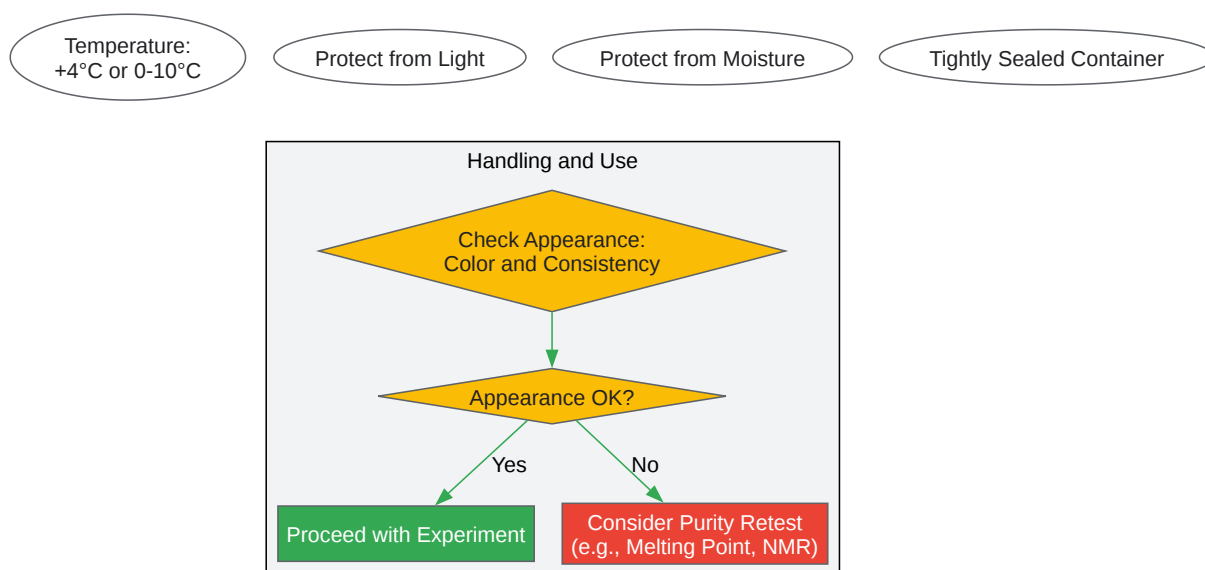 Temperature:
+4°C or 0-10°C
Protect from Light
Protect from Moisture
Tightly Sealed Container
Handling and Use
Check Appearance:
Color and Consistency
Appearance OK?
Yes
No
Proceed with Experiment
Consider Purity Retest
(e.g., Melting Point, NMR)